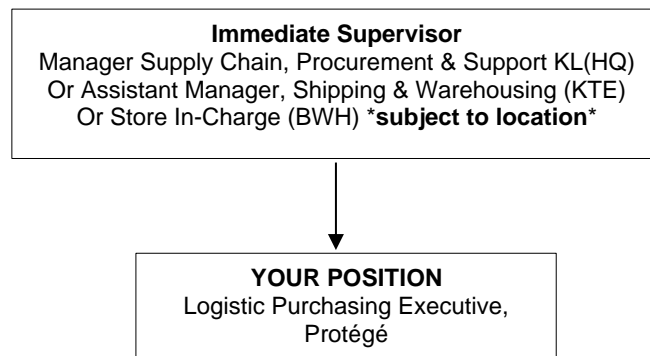 Immediate Supervisor
Manager Supply Chain, Procurement & Support KL(HQ)
Or Assistant Manager, Shipping & Warehousing (KTE)
Or Store In-Charge (BWH) *subject to location*
YOUR POSITION
Logistic Purchasing Executive,
Protégé